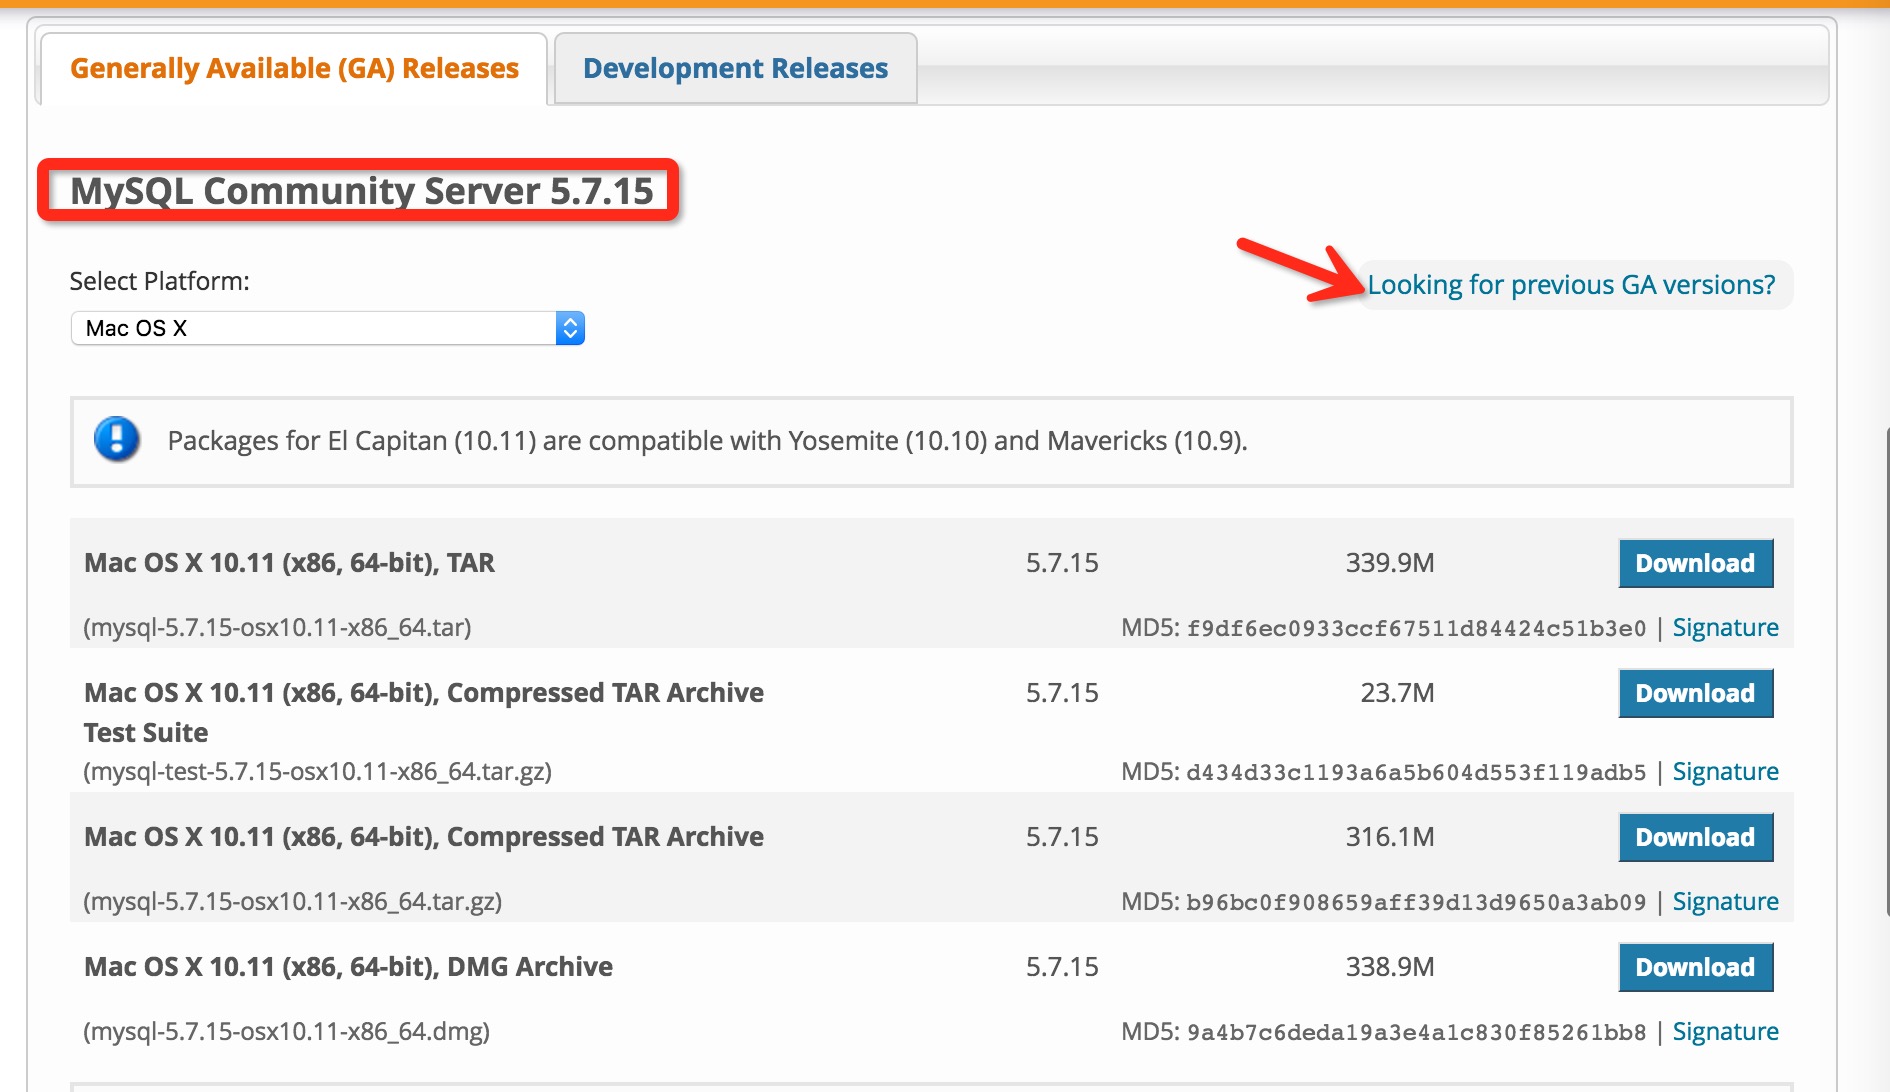 Generally Available (GA) Releases
Development Releases
MySQL Community Server 5.7.15
Select Platform:
Looking for previous GA versions?
Mac OS X
Packages for El Capitan (10.11) are compatible with Yosemite (10.10) and Mavericks (10.9).
Mac OS X 10.11 (x86, 64-bit), TAR 5.7.15 339.9M Download
(mysql-5.7.15-osx10.11-x86_64.tar) MD5: f9df6ec0933ccf67511d84424c51b3e0 | Signature
Mac OS X 10.11 (x86, 64-bit), Compressed TAR Archive 5.7.15 23.7M Download
Test Suite
(mysql-test-5.7.15-osx10.11-x86_64.tar.gz) MD5: d434d33c1193a6a5b604d553f119adb5 | Signature
Mac OS X 10.11 (x86, 64-bit), Compressed TAR Archive 5.7.15 316.1M Download
(mysql-5.7.15-osx10.11-x86_64.tar.gz) MD5: b96bc0f908659aff39d13d9650a3ab09 | Signature
Mac OS X 10.11 (x86, 64-bit), DMG Archive 5.7.15 338.9M Download
(mysql-5.7.15-osx10.11-x86_64.dmg) MD5: 9a4b7c6deda19a3e4a1c830f85261bb8 | Signature